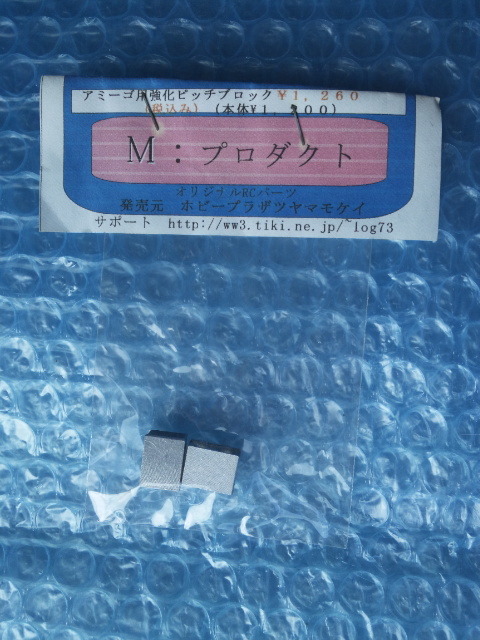 アミーゴ用強化ピッチブロック¥1,260
(税込み) (本体¥1,200)
M:プロダクト
オリジナルRCパーツ
発売元 ホビープラザツヤマモケイ
サポート http://ww3.tiki.ne.jp/~log73